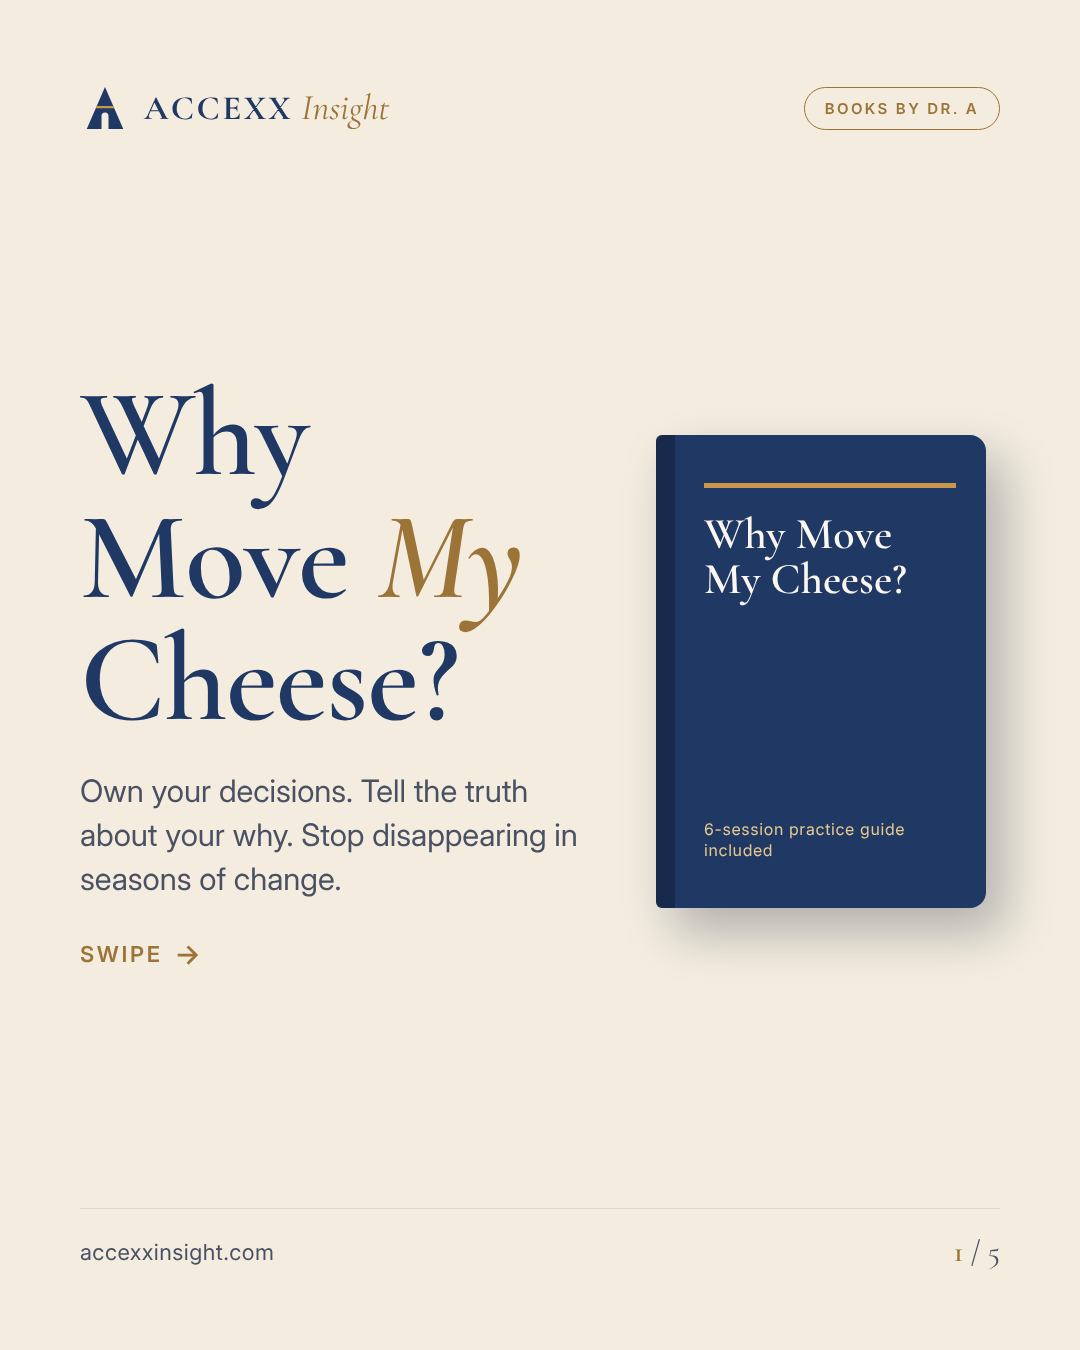 ACCEXX Insight
BOOKS BY DR. A
Why
Move My
Cheese?
Own your decisions. Tell the truth
about your why. Stop disappearing in
seasons of change.
SWIPE →
Why Move
My Cheese?
6-session practice guide
included
accexxinsight.com
1 / 5